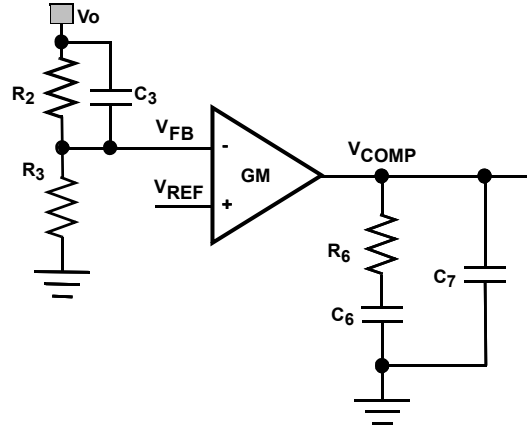 Vo
R2
C3
VFB
VCOMP
GM
-
R3
VREF
+
R6
C7
C6